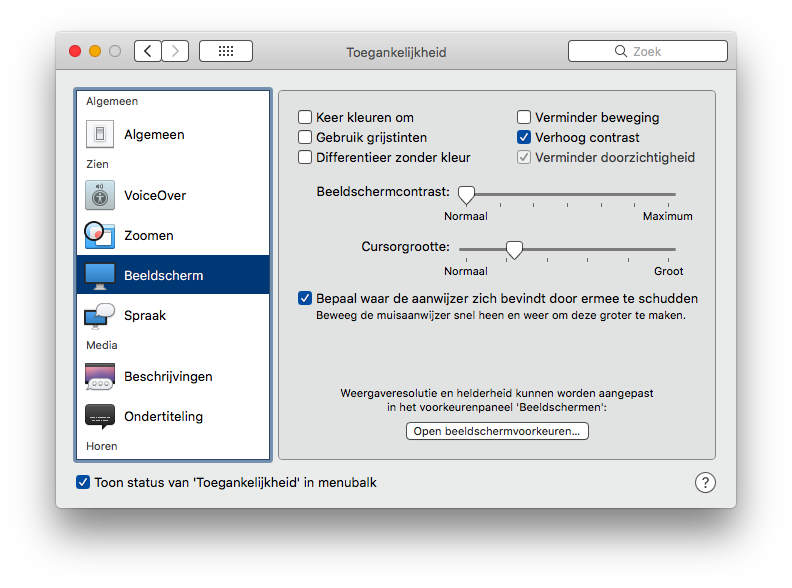 Toegankelijkheid
Zoek
Algemeen
Algemeen
Zien
VoiceOver
Zoomen
Beeldscherm
Spraak
Media
Beschrijvingen
Ondertiteling
Horen
Keer kleuren om
Verminder beweging
Gebruik grijstinten
Verhoog contrast
Differentieer zonder kleur
Verminder doorzichtigheid
Beeldschermcontrast:
Normaal
Maximum
Cursorgrootte:
Normaal
Groot
Bepaal waar de aanwijzer zich bevindt door ermee te schudden
Beweeg de muisaanwijzer snel heen en weer om deze groter te maken.
Weergaveresolutie en helderheid kunnen worden aangepast
in het voorkeurenpaneel 'Beeldschermen':
Open beeldschermvoorkeuren...
Toon status van 'Toegankelijkheid' in menubalk
?